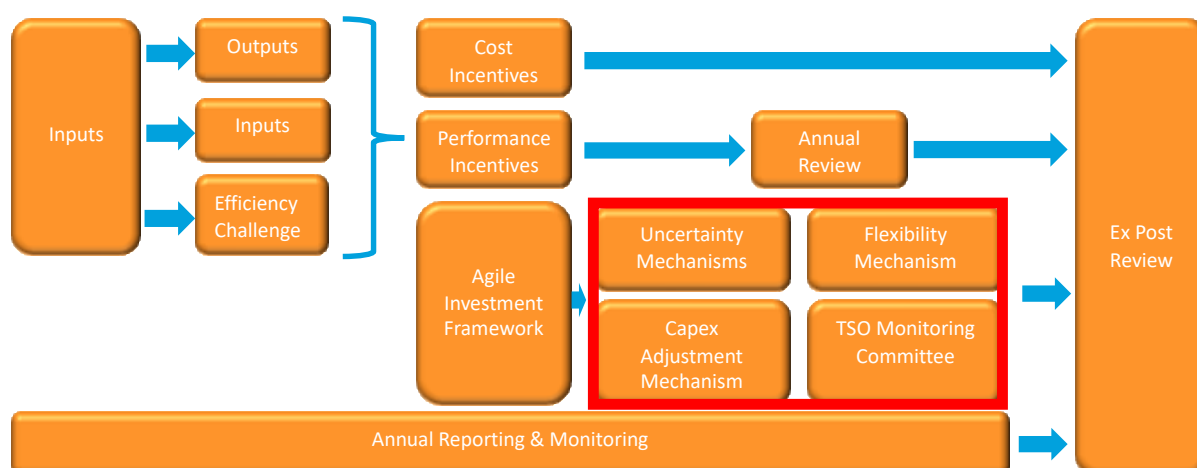 Inputs
Outputs
Inputs
Efficiency
Challenge
Cost
Incentives
Performance
Incentives
Annual
Review
Agile
Investment
Framework
Uncertainty
Mechanisms
Flexibility
Mechanism
Capex
Adjustment
Mechanism
TSO Monitoring
Committee
Ex Post
Review
Annual Reporting & Monitoring